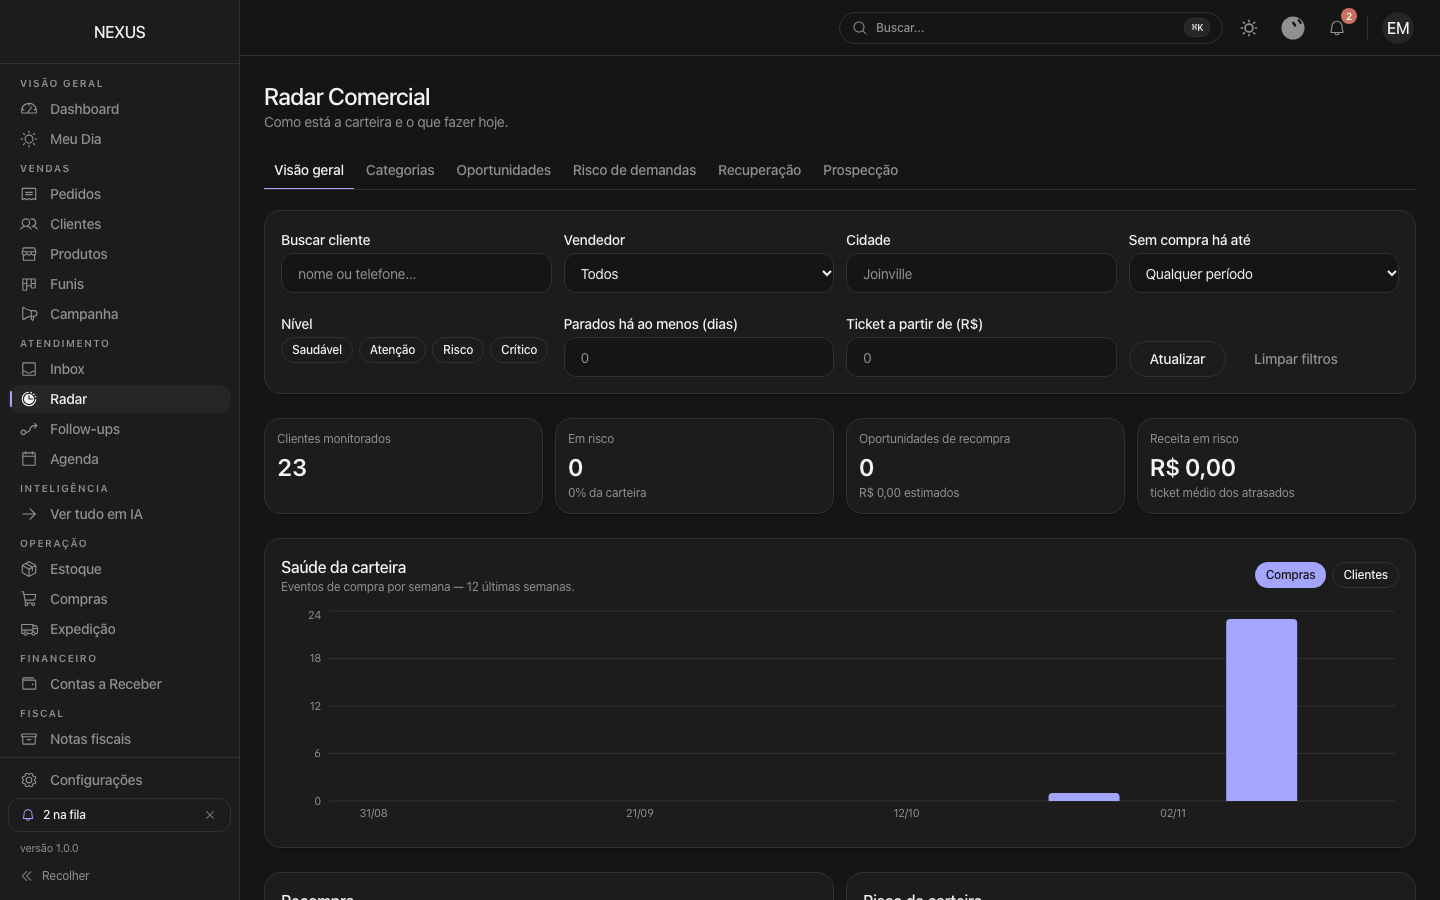 NEXUS
Buscar...
⌘K
2
EM
VISÃO GERAL
Dashboard
Meu Dia
VENDAS
Pedidos
Clientes
Produtos
Funis
Campanha
ATENDIMENTO
Inbox
Radar
Follow-ups
Agenda
INTELIGÊNCIA
Ver tudo em IA
OPERAÇÃO
Estoque
Compras
Expedição
FINANCEIRO
Contas a Receber
FISCAL
Notas fiscais
Configurações
2 na fila
versão 1.0.0
Recolher
Radar Comercial
Como está a carteira e o que fazer hoje.
Visão geral Categorias Oportunidades Risco de demandas Recuperação Prospecção
Buscar cliente Vendedor Cidade Sem compra há até
nome ou telefone... Todos Joinville Qualquer período
Nível Parados há ao menos (dias) Ticket a partir de (R$)
Saudável Atenção Risco Crítico 0 0 Atualizar Limpar filtros
Clientes monitorados
23
Em risco
0
0% da carteira
Oportunidades de recompra
0
R$ 0,00 estimados
Receita em risco
R$ 0,00
ticket médio dos atrasados
Saúde da carteira
Eventos de compra por semana — 12 últimas semanas.
Compras Clientes
24
18
12
6
0
31/08 21/09 12/10 02/11
Recompra Risco da carteira